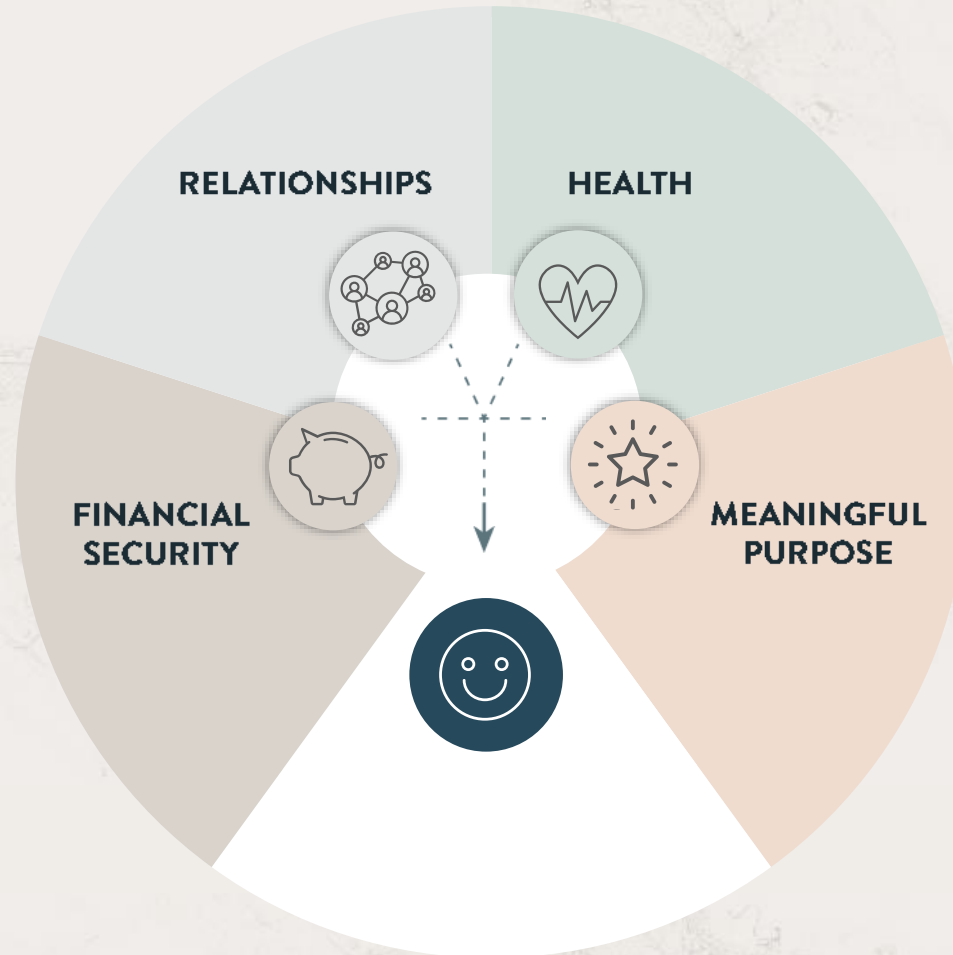 RELATIONSHIPS
HEALTH
FINANCIAL
SECURITY
MEANINGFUL
PURPOSE